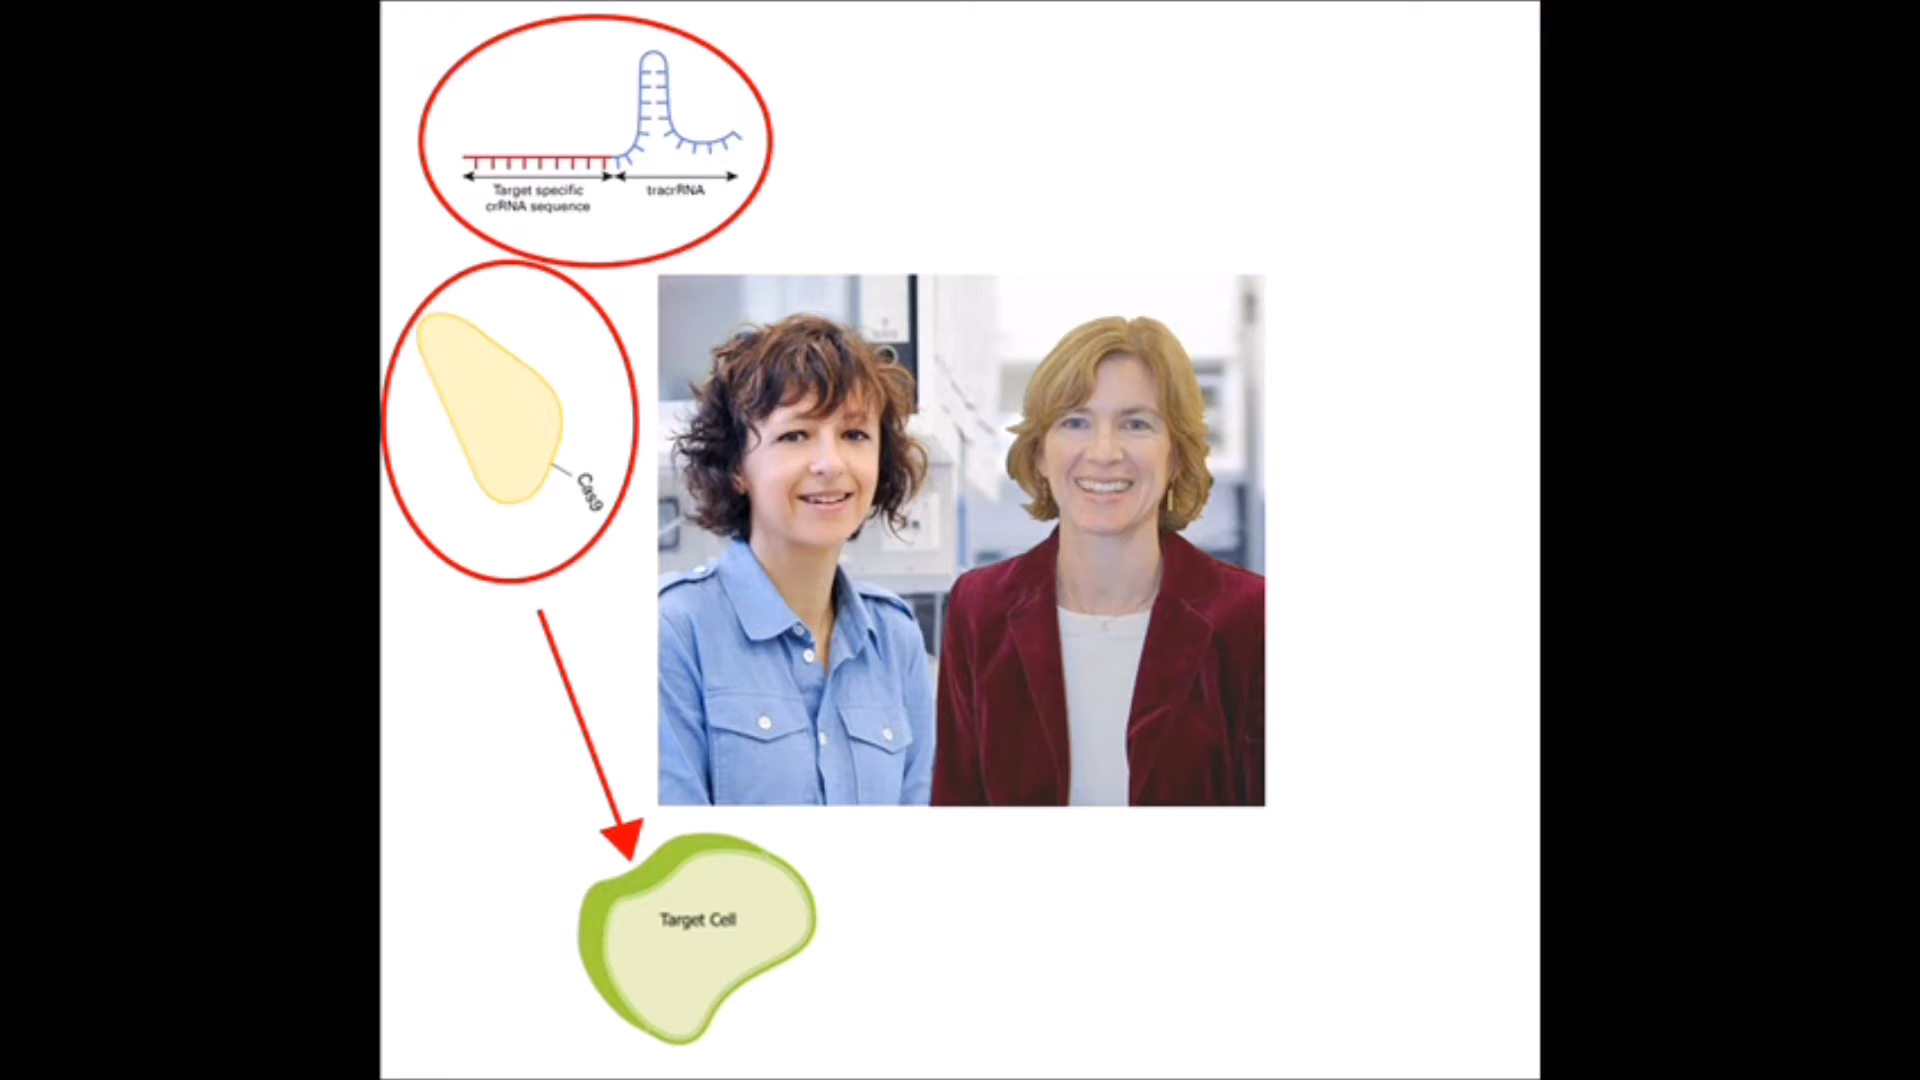 Target specific
crRNA sequence
tracrRNA
Cas9
Target Cell